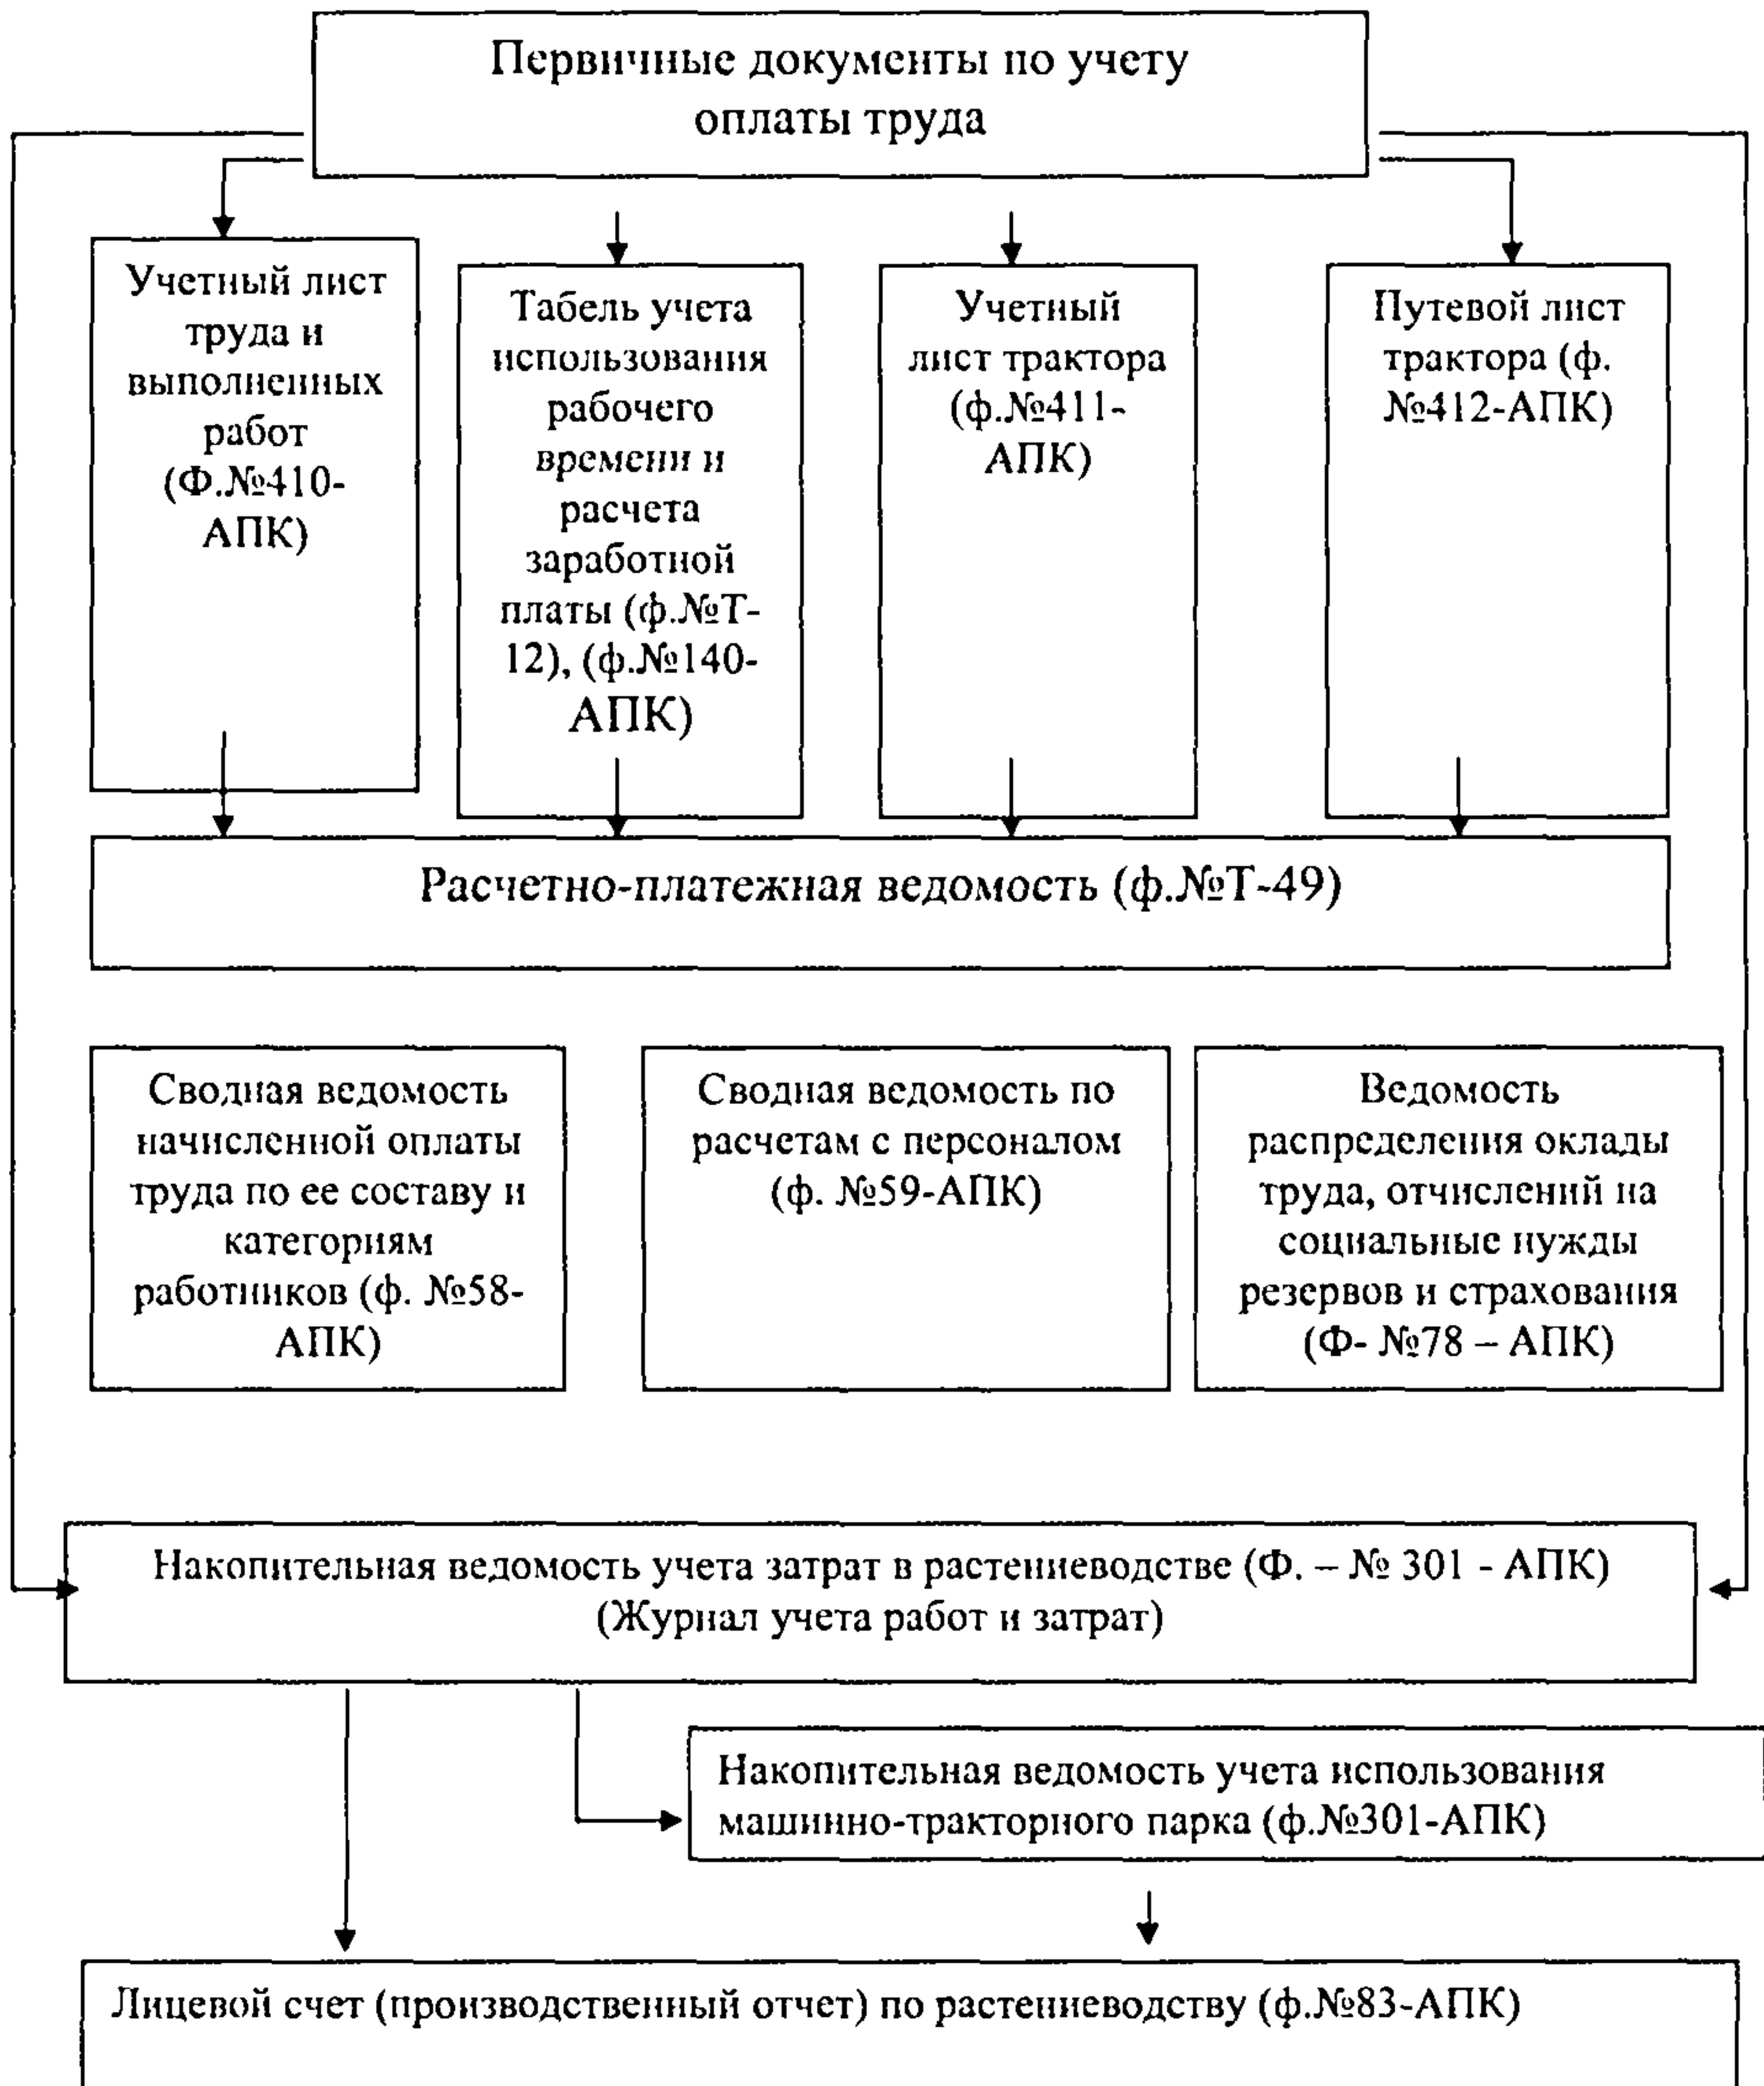 Первичные документы по учету
оплаты труда
Учетный лист
труда и
выполненных
работ
(Ф.№410-
АПК)
Табель учета
использования
рабочего
времени и
расчета
заработной
платы (ф.№Т-
12), (ф.№140-
АПК)
Учетный
лист трактора
(ф.№411-
АПК)
Путевой лист
трактора (ф.
№412-АПК)
Расчетно-платежная ведомость (ф.№Т-49)
Сводная ведомость
начисленной оплаты
труда по ее составу и
категориям
работников (ф. №58-
АПК)
Сводная ведомость по
расчетам с персоналом
(ф. №59-АПК)
Ведомость
распределения оклады
труда, отчислений на
социальные нужды
резервов и страхования
(Ф- №78 – АПК)
Накопительная ведомость учета затрат в растениеводстве (Ф. – № 301 - АПК)
(Журнал учета работ и затрат)
Накопительная ведомость учета использования
машинно-тракторного парка (ф.№301-АПК)
Лицевой счет (производственный отчет) по растениеводству (ф.№83-АПК)